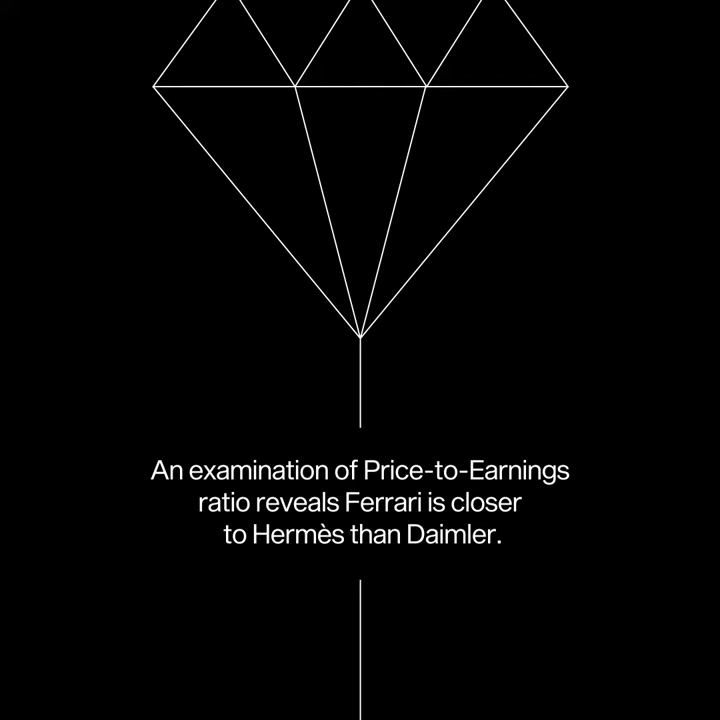 An examination of Price-to-Earnings
ratio reveals Ferrari is closer
to Hermès than Daimler.